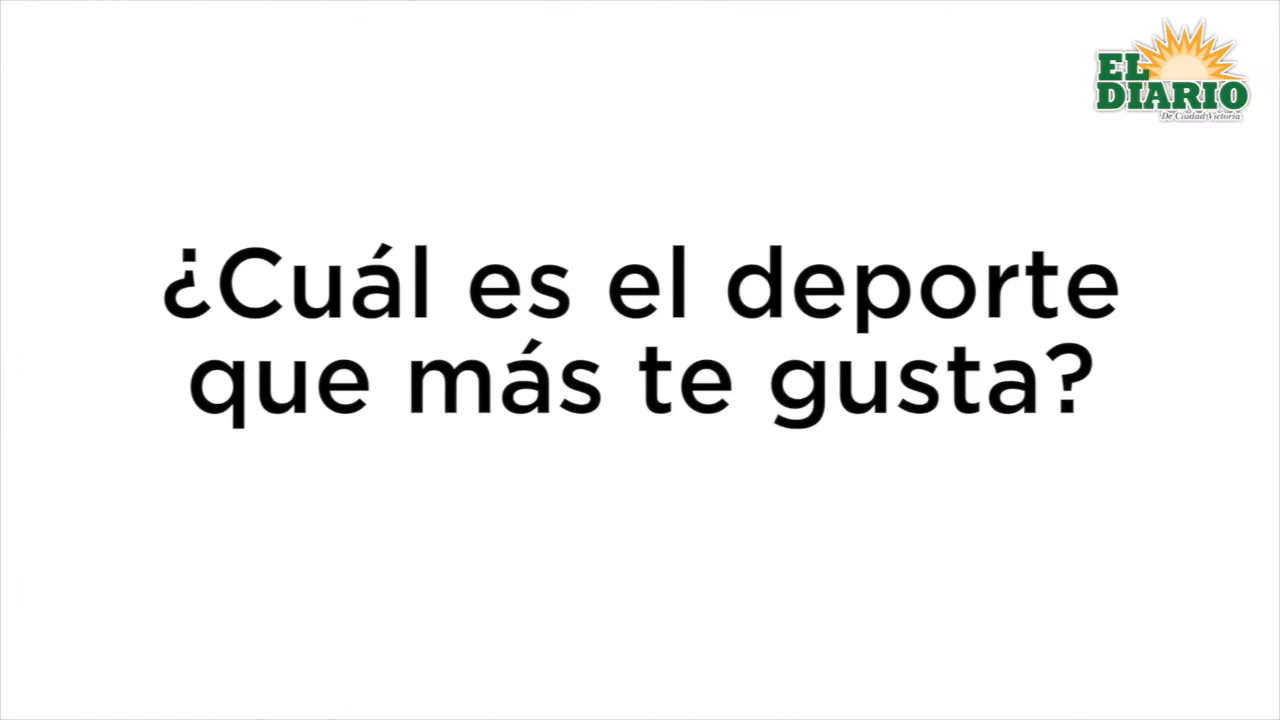 EL
DIARIO
De Ciudad Victoria
¿Cuál es el deporte
que más te gusta?